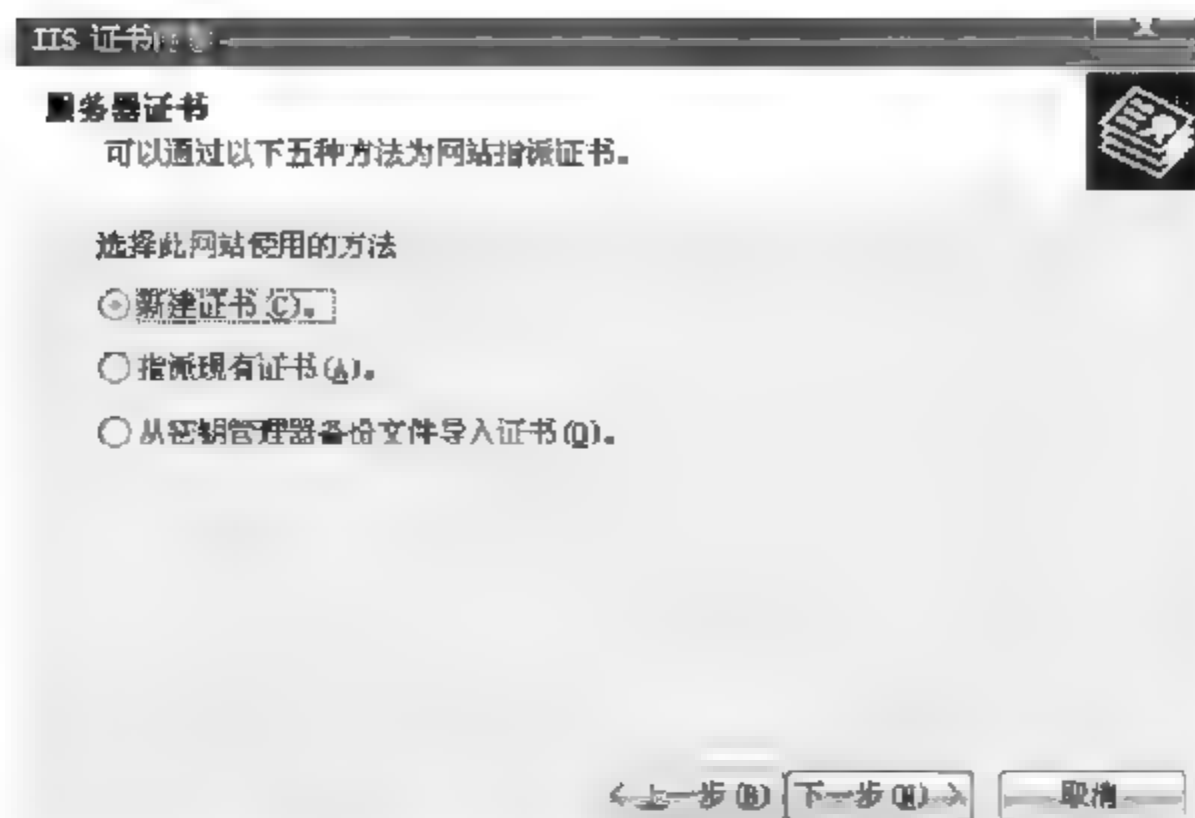 IIS 证书
服务器证书
可以通过以下五种方法为网站指派证书。
选择此网站使用的方法
新建证书(C)。
指派现有证书(A)。
从密钥管理器备份文件导入证书(O)。
< 上一步(B) 下一步(N) > 取消